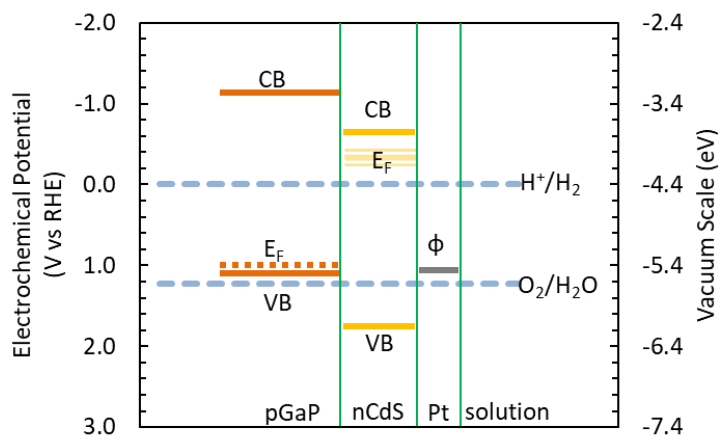 Electrochemical Potential
(V vs RHE)
-2.0
-1.0
0.0
1.0
2.0
3.0
CB
CB
E_F
H⁺/H₂
E_F
ϕ
O₂/H₂O
VB
VB
pGaP
nCdS
Pt
solution
-2.4
-3.4
-4.4
-5.4
-6.4
-7.4
Vacuum Scale (eV)